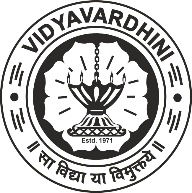 VIDYAVARDHINI
Estd. 1971
॥ सा विद्या या विमुक्तये ॥